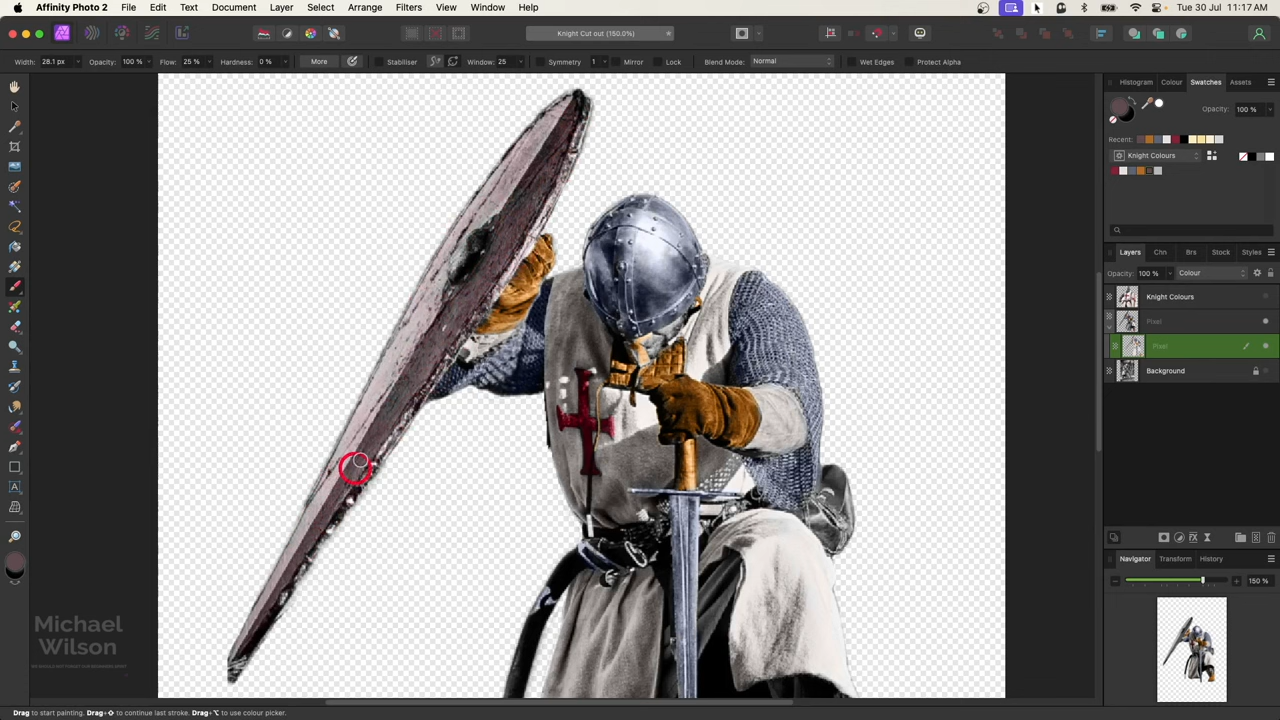 Affinity Photo 2 File Edit Text Document Layer Select Arrange Filters View Window Help Tue 30 Jul 11:17 AM
Knight Cut out (150.0%)
Width: 28.1 px Opacity: 100 % Flow: 25 % Hardness: 0 % More Stabiliser Window: 25 Symmetry 1 Mirror Lock Blend Mode: Normal Wet Edges Protect Alpha
Histogram Colour Swatches Assets
Opacity: 100 %
Recent:
Knight Colours
Layers Chn Brs Stock Styles
Opacity: 100 % Colour
Knight Colours
Pixel
Pixel
Background
Navigator Transform History
150 %
Michael
Wilson
Drag to start painting. Drag+⇧ to continue last stroke. Drag+⌥ to use colour picker.